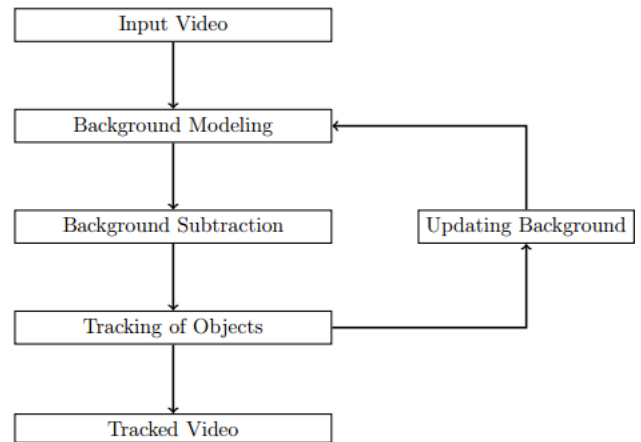 Input Video
Background Modeling
Background Subtraction
Updating Background
Tracking of Objects
Tracked Video